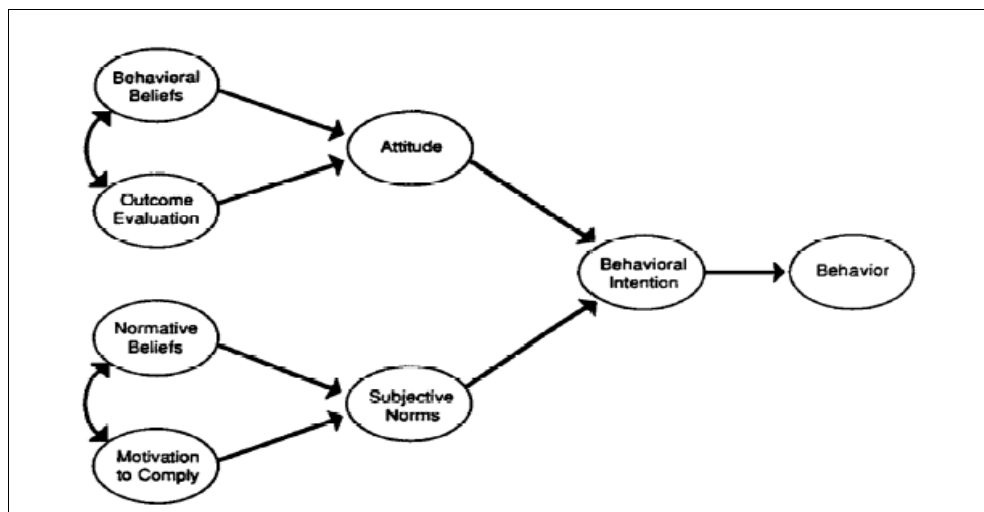 Behavioral
Beliefs
Attitude
Outcome
Evaluation
Behavioral
Intention
Behavior
Normative
Beliefs
Subjective
Norms
Motivation
to Comply